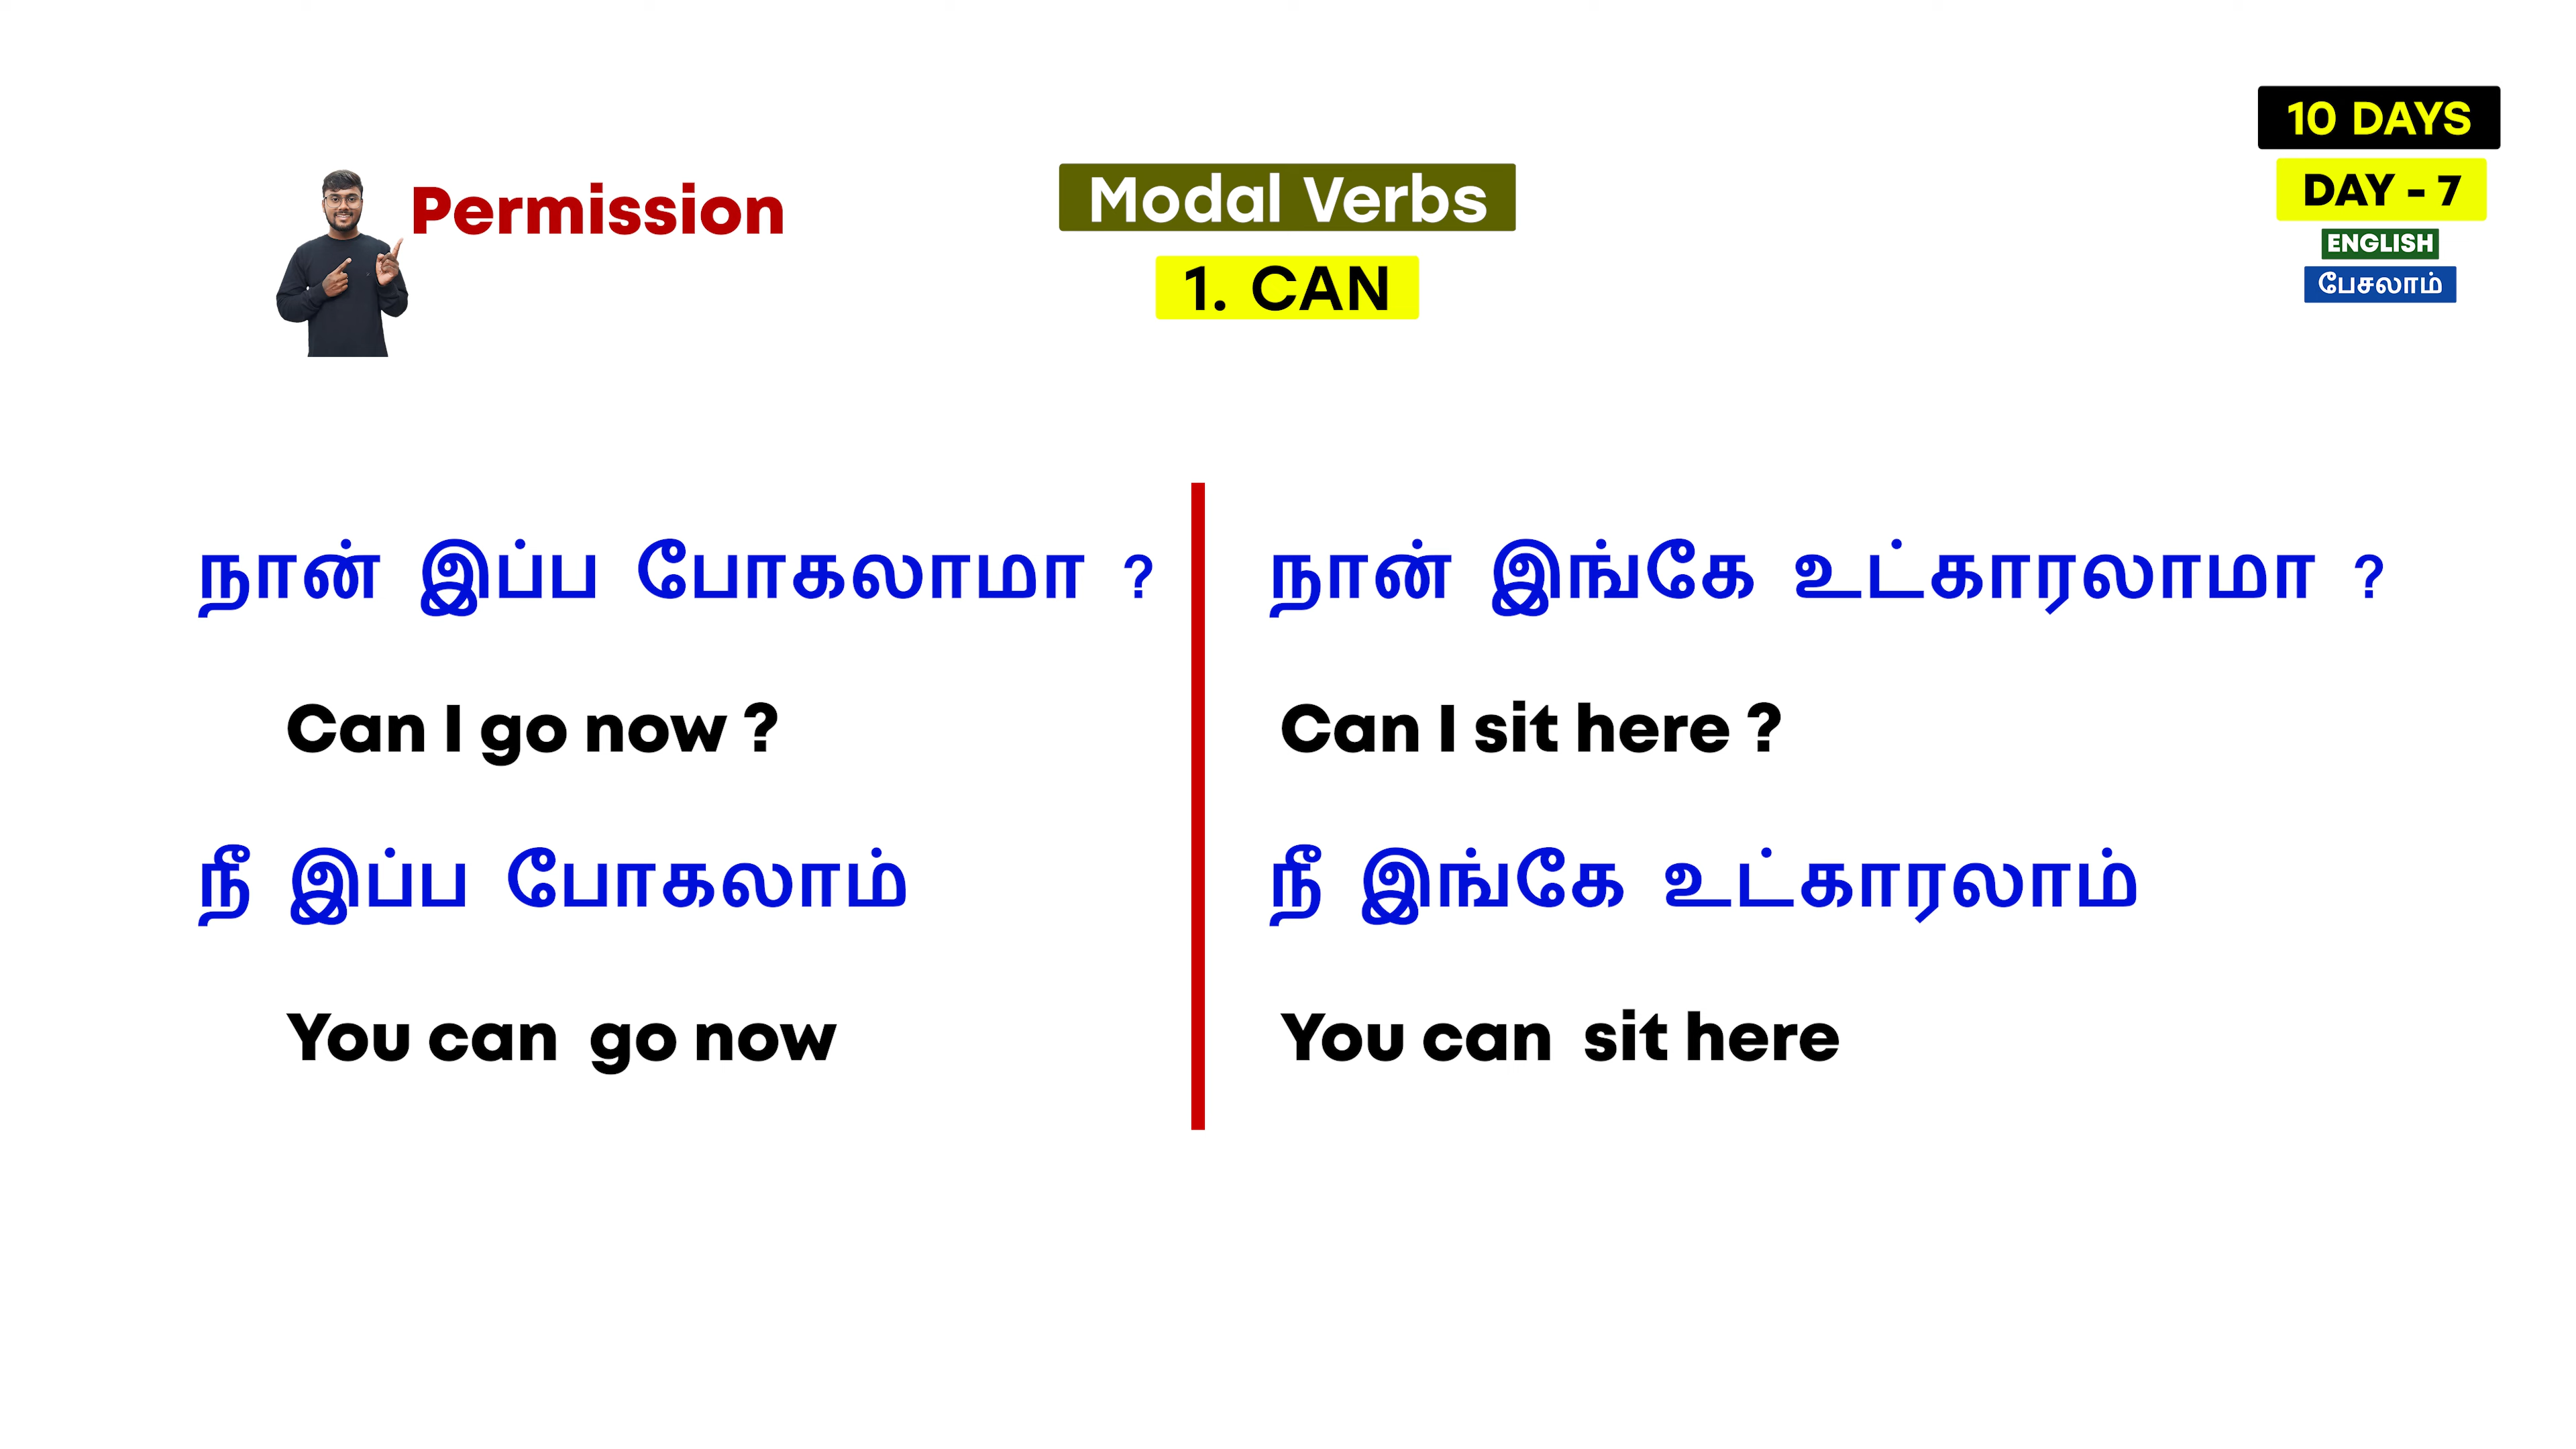 10 DAYS
DAY - 7
ENGLISH
பேசலாம்
Permission
Modal Verbs
1. CAN
நான் இப்ப போகலாமா ?
Can I go now ?
நீ இப்ப போகலாம்
You can go now
நான் இங்கே உட்காரலாமா ?
Can I sit here ?
நீ இங்கே உட்காரலாம்
You can sit here